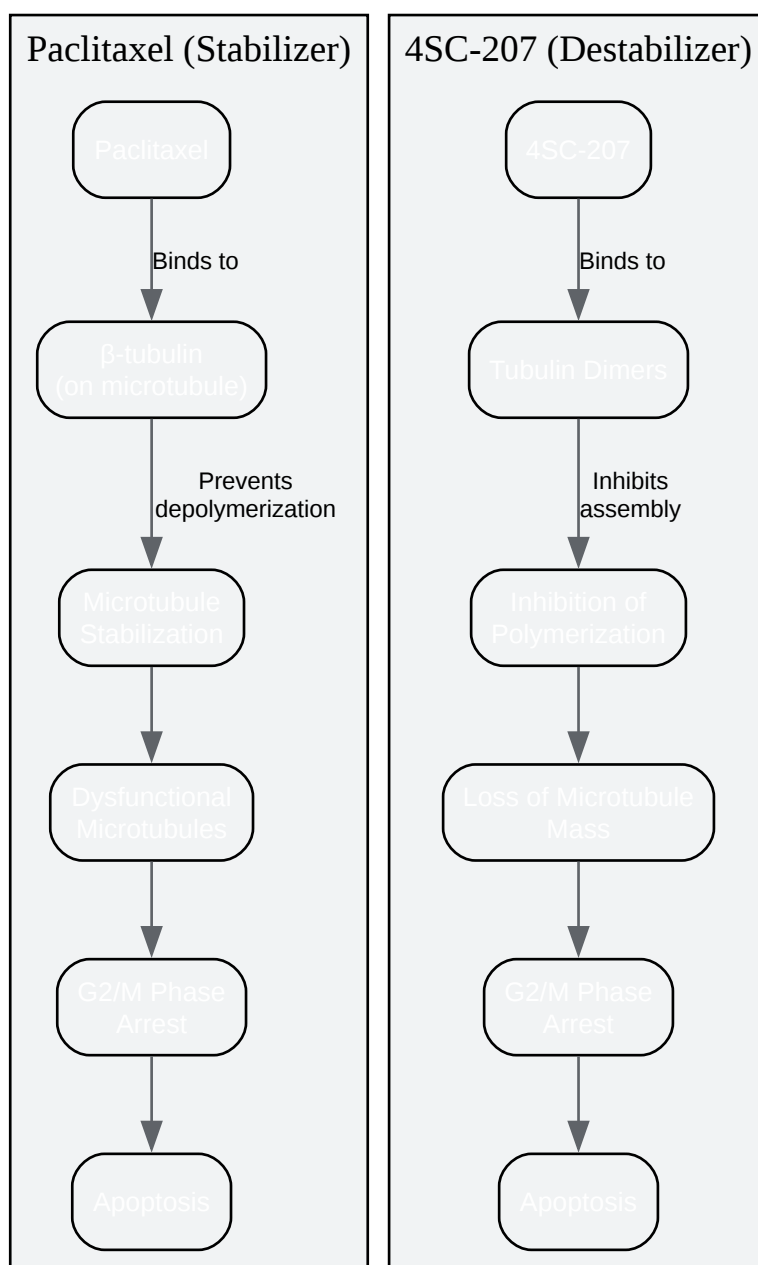 Paclitaxel (Stabilizer)
Paclitaxel
Binds to
β-tubulin
(on microtubule)
Prevents
depolymerization
Microtubule
Stabilization
Dysfunctional
Microtubules
G2/M Phase
Arrest
Apoptosis
4SC-207 (Destabilizer)
4SC-207
Binds to
Tubulin Dimers
Inhibits
assembly
Inhibition of
Polymerization
Loss of Microtubule
Mass
G2/M Phase
Arrest
Apoptosis